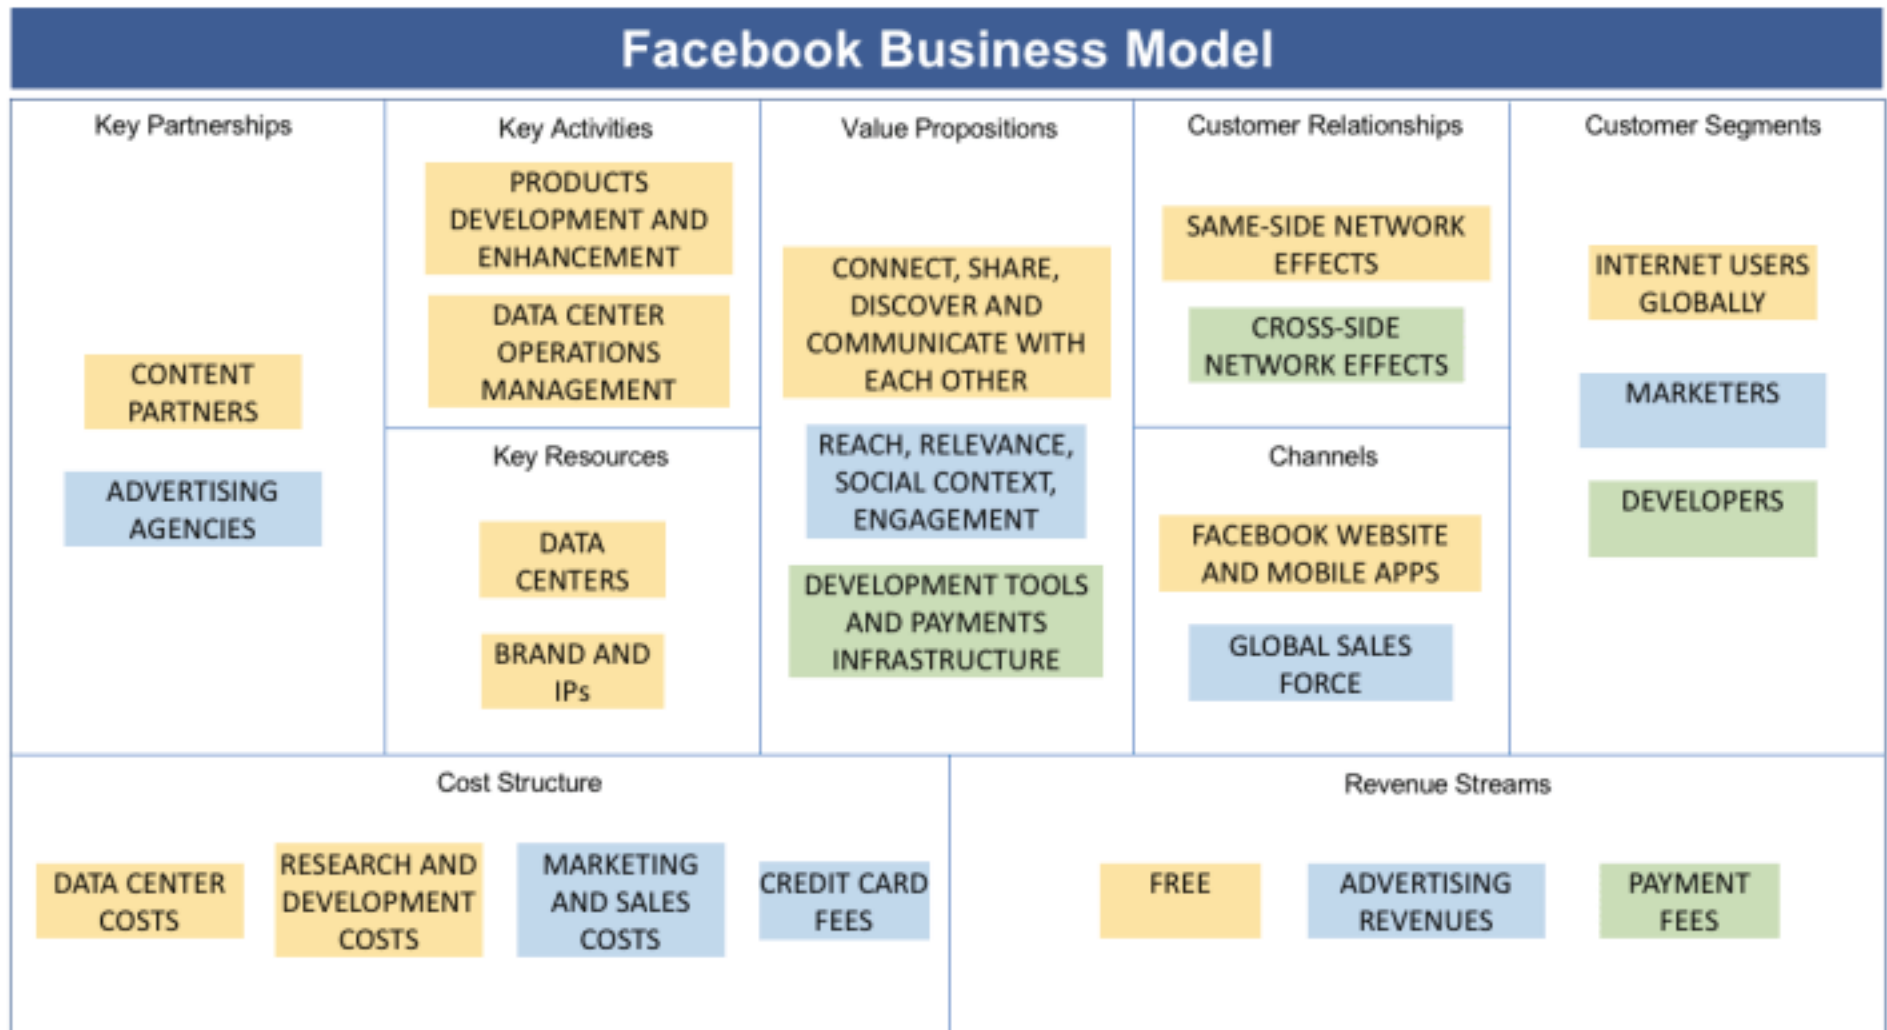 Facebook Business Model
Key Partnerships
CONTENT
PARTNERS
ADVERTISING
AGENCIES
Key Activities
PRODUCTS
DEVELOPMENT AND
ENHANCEMENT
DATA CENTER
OPERATIONS
MANAGEMENT
Key Resources
DATA
CENTERS
BRAND AND
IPs
Value Propositions
CONNECT, SHARE,
DISCOVER AND
COMMUNICATE WITH
EACH OTHER
REACH, RELEVANCE,
SOCIAL CONTEXT,
ENGAGEMENT
DEVELOPMENT TOOLS
AND PAYMENTS
INFRASTRUCTURE
Customer Relationships
SAME-SIDE NETWORK
EFFECTS
CROSS-SIDE
NETWORK EFFECTS
Channels
FACEBOOK WEBSITE
AND MOBILE APPS
GLOBAL SALES
FORCE
Customer Segments
INTERNET USERS
GLOBALLY
MARKETERS
DEVELOPERS
Cost Structure
DATA CENTER
COSTS
RESEARCH AND
DEVELOPMENT
COSTS
MARKETING
AND SALES
COSTS
CREDIT CARD
FEES
Revenue Streams
FREE
ADVERTISING
REVENUES
PAYMENT
FEES